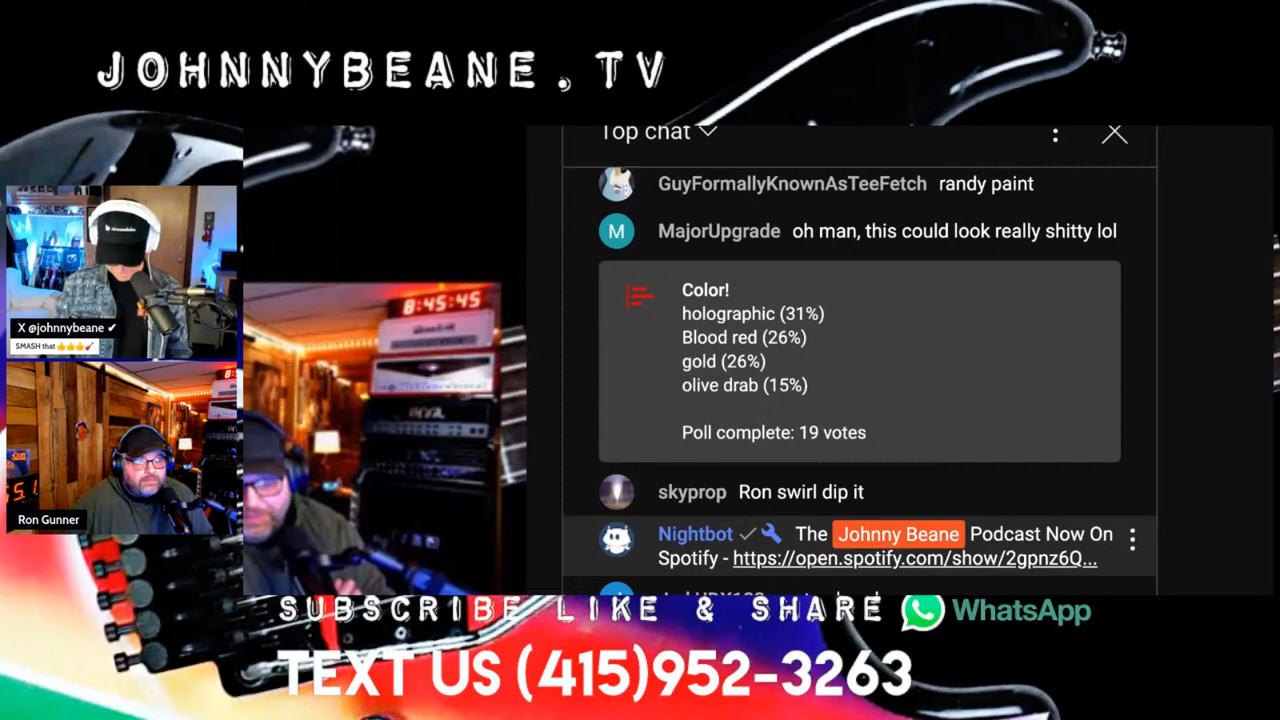 JOHNNYBEANE.TV
Top chat
GuyFormallyKnownAsTeeFetch randy paint
MajorUpgrade oh man, this could look really shitty lol
M
Color!
holographic (31%)
Blood red (26%)
gold (26%)
olive drab (15%)
Poll complete: 19 votes
skyprop Ron swirl dip it
Nightbot The Johnny Beane Podcast Now On
Spotify - https://open.spotify.com/show/2gpnz6Q...
X @johnnybeane ✔
SMASH that 👍👍👍🎸
8:45:45
Ron Gunner
SUBSCRIBE LIKE & SHARE
WhatsApp
TEXT US (415)952-3263